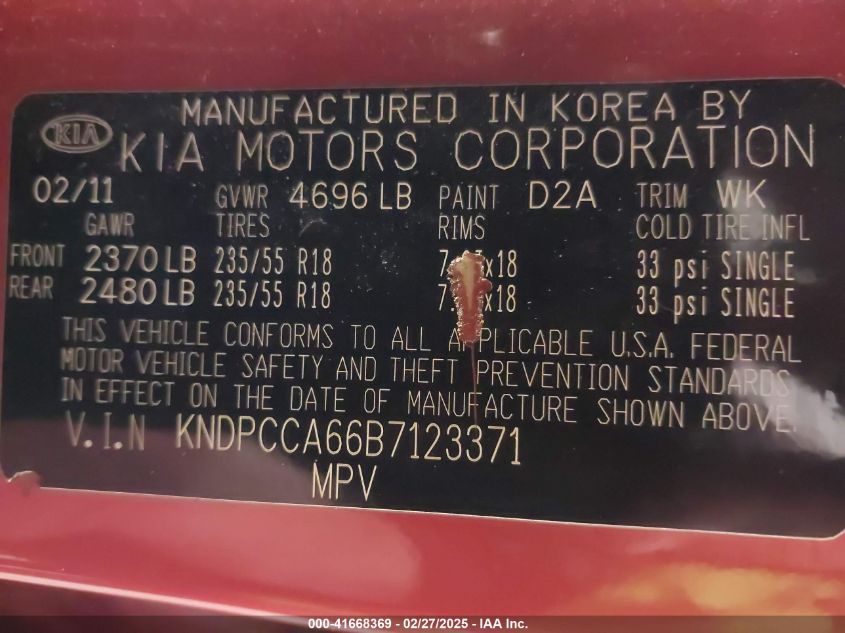 MANUFACTURED IN KOREA BY
KIA KIA MOTORS CORPORATION
02/11 GVWR 4696 LB PAINT D2A TRIM WK
GAWR TIRES RIMS COLD TIRE INFL
FRONT 2370 LB 235/55 R18 33 psi SINGLE
REAR 2480 LB 235/55 R18 33 psi SINGLE
THIS VEHICLE CONFORMS TO ALL APPLICABLE U.S.A. FEDERAL
MOTOR VEHICLE SAFETY AND THEFT PREVENTION STANDARDS
IN EFFECT ON THE DATE OF MANUFACTURE SHOWN ABOVE.
V.I.N KNDPCCA66B7123371
MPV
000-41668369 - 02/27/2025 - IAA Inc.